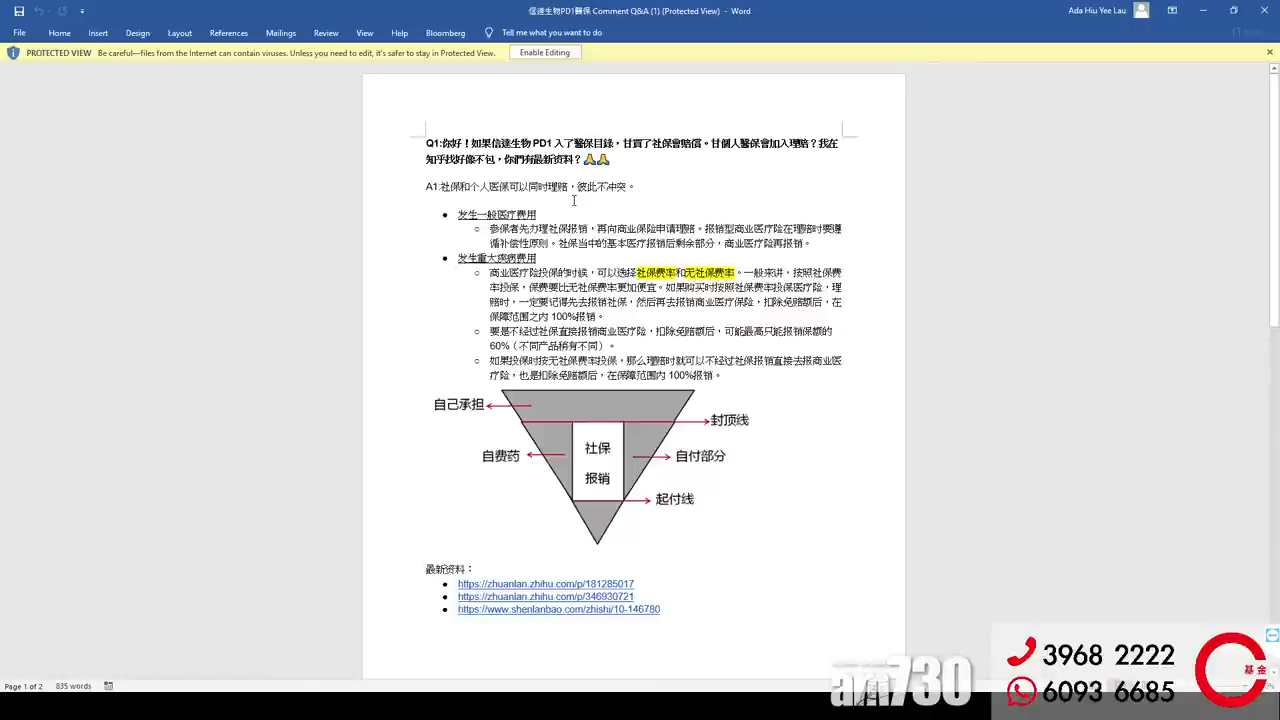 信達生物PD1醫保 Comment Q&A (1) (Protected View) - Word
Ada Hiu Yee Lau
File Home Insert Design Layout References Mailings Review View Help Bloomberg Tell me what you want to do
PROTECTED VIEW Be careful—files from the Internet can contain viruses. Unless you need to edit, it's safer to stay in Protected View. Enable Editing
Q1:你好！如果信達生物 PD1 入了醫保目錄，甘買了社保會賠償。甘個人醫保會加入理賠？我在
知乎找好像不包，你們有最新资料？🙏🙏
A1:社保和个人医保可以同时理赔，彼此不冲突。
发生一般医疗费用
参保者先力理社保报销，再向商业保险申请理赔。报销型商业医疗险在理赔时要遵
循补偿性原则。社保当中的基本医疗报销后剩余部分，商业医疗险再报销。
发生重大疾病费用
商业医疗险投保的时候，可以选择社保费率和无社保费率。一般来讲，按照社保费
率投保，保费要比无社保费率更加便宜。如果购买时按照社保费率投保医疗险，理
赔时，一定要记得先去报销社保，然后再去报销商业医疗保险，扣除免赔额后，在
保障范围之内 100%报销。
要是不经过社保直接报销商业医疗险，扣除免赔额后，可能最高只能报销保额的
60%（不同产品稍有不同）。
如果投保时按无社保费率投保，那么理赔时就可以不经过社保报销直接去报商业医
疗险，也是扣除免赔额后，在保障范围内 100%报销。
自己承担
封顶线
社保
自费药
自付部分
报销
起付线
最新资料：
https://zhuanlan.zhihu.com/p/181285017
https://zhuanlan.zhihu.com/p/346930721
https://www.shenlanbao.com/zhishi/10-146780
3968 2222
基金
am730
6093 6685
Page 1 of 2 835 words